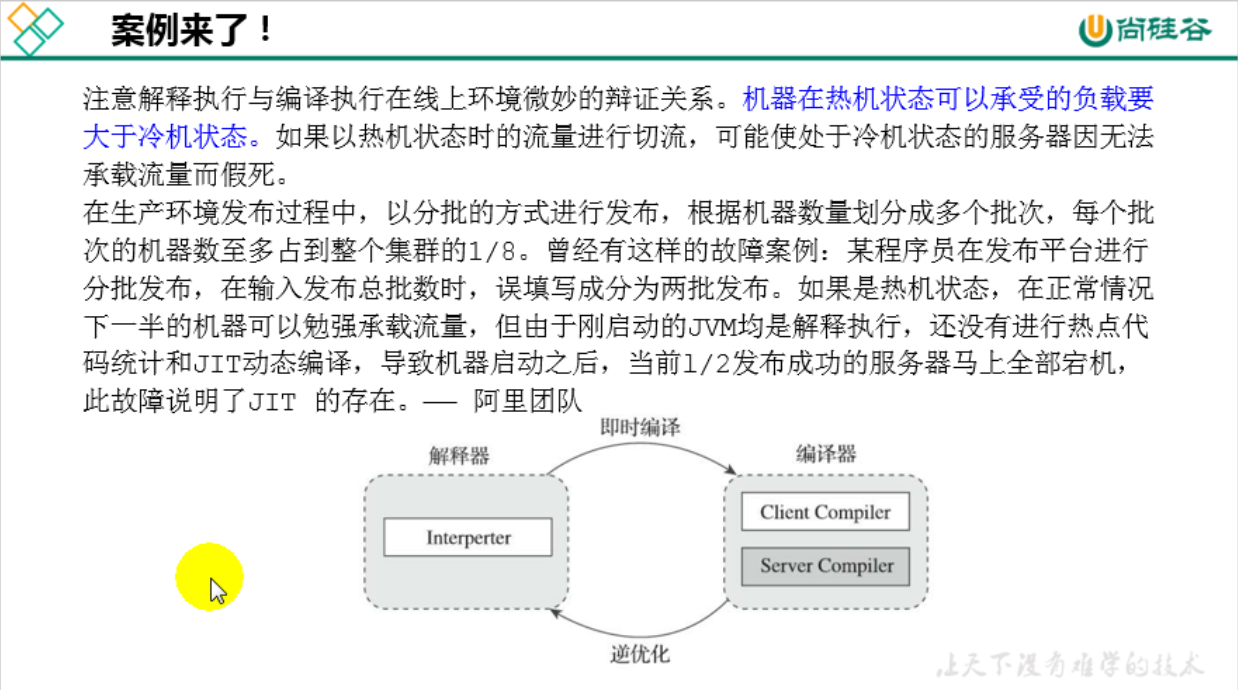 案例来了！
尚硅谷
注意解释执行与编译执行在线上环境微妙的辩证关系。机器在热机状态可以承受的负载要
大于冷机状态。如果以热机状态时的流量进行切流，可能使处于冷机状态的服务器因无法
承载流量而假死。
在生产环境发布过程中，以分批的方式进行发布，根据机器数量划分成多个批次，每个批
次的机器数至多占到整个集群的1/8。曾经有这样的故障案例：某程序员在发布平台进行
分批发布，在输入发布总批数时，误填写成分为两批发布。如果是热机状态，在正常情况
下一半的机器可以勉强承载流量，但由于刚启动的JVM均是解释执行，还没有进行热点代
码统计和JIT动态编译，导致机器启动之后，当前1/2发布成功的服务器马上全部宕机，
此故障说明了JIT 的存在。—— 阿里团队
即时编译
解释器
编译器
Interperter
Client Compiler
Server Compiler
逆优化
让天下没有难学的技术